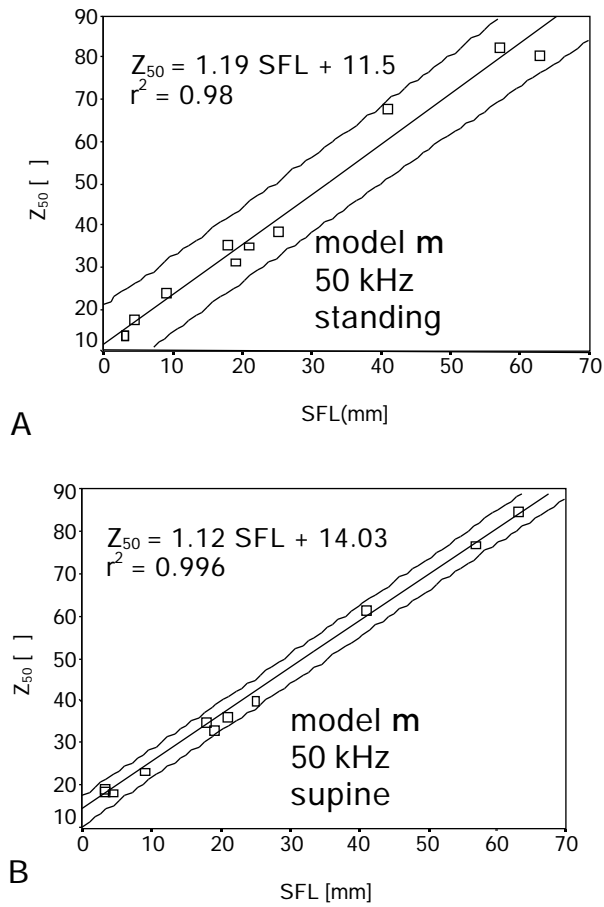 90
80
70
60
50
40
30
20
10
Z₅₀ [ ]
Z₅₀ = 1.19 SFL + 11.5
r² = 0.98
model m
50 kHz
standing
0 10 20 30 40 50 60 70
SFL(mm)
A
90
80
70
60
50
40
30
20
10
Z₅₀ [ ]
Z₅₀ = 1.12 SFL + 14.03
r² = 0.996
model m
50 kHz
supine
0 10 20 30 40 50 60 70
SFL [mm]
B